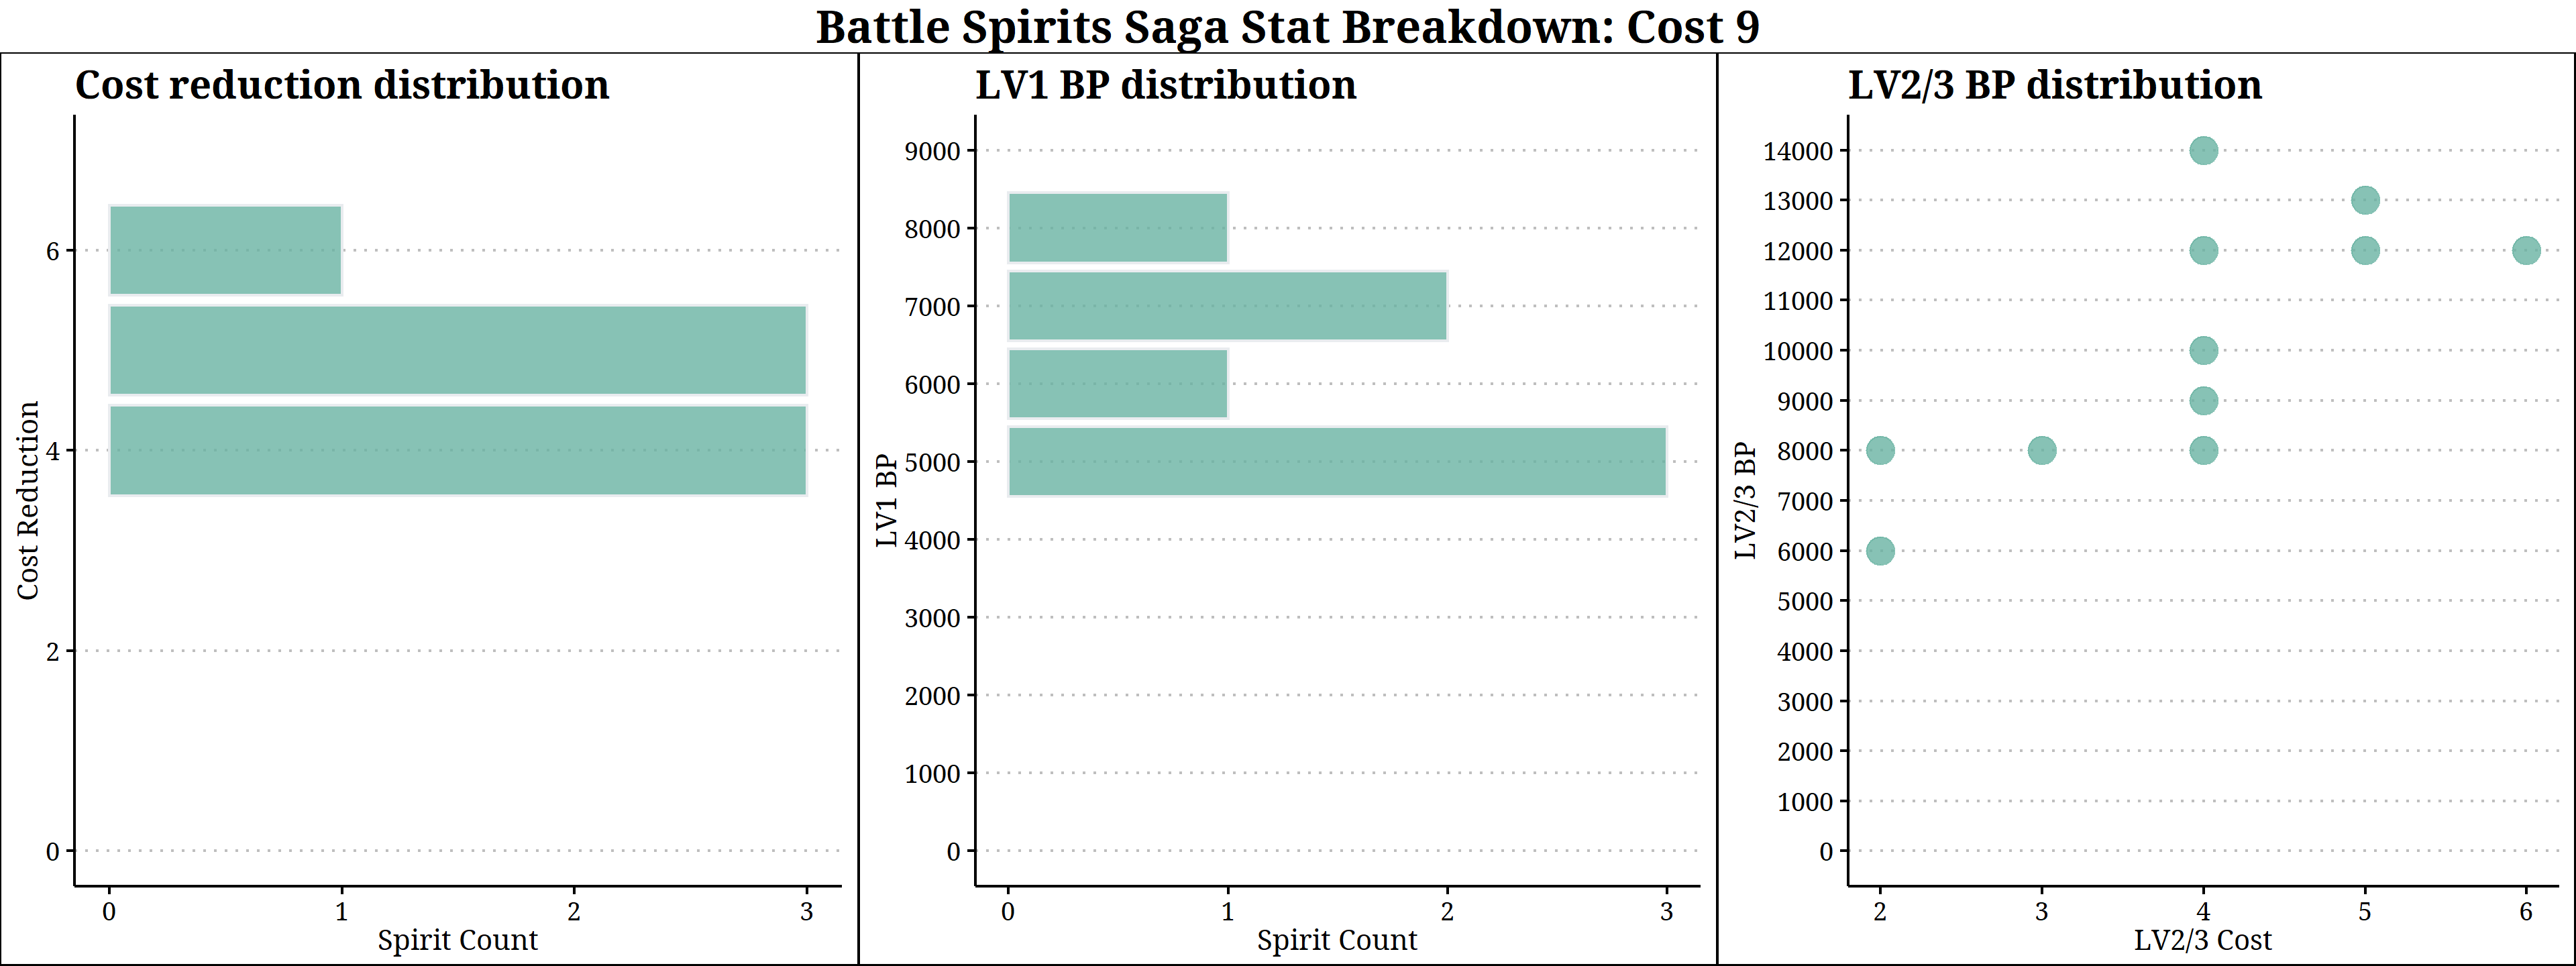 Battle Spirits Saga Stat Breakdown: Cost 9
Cost reduction distribution
Cost Reduction
6
4
2
0
0 1 2 3
Spirit Count
LV1 BP distribution
LV1 BP
9000
8000
7000
6000
5000
4000
3000
2000
1000
0
0 1 2 3
Spirit Count
LV2/3 BP distribution
LV2/3 BP
14000
13000
12000
11000
10000
9000
8000
7000
6000
5000
4000
3000
2000
1000
0
2 3 4 5 6
LV2/3 Cost